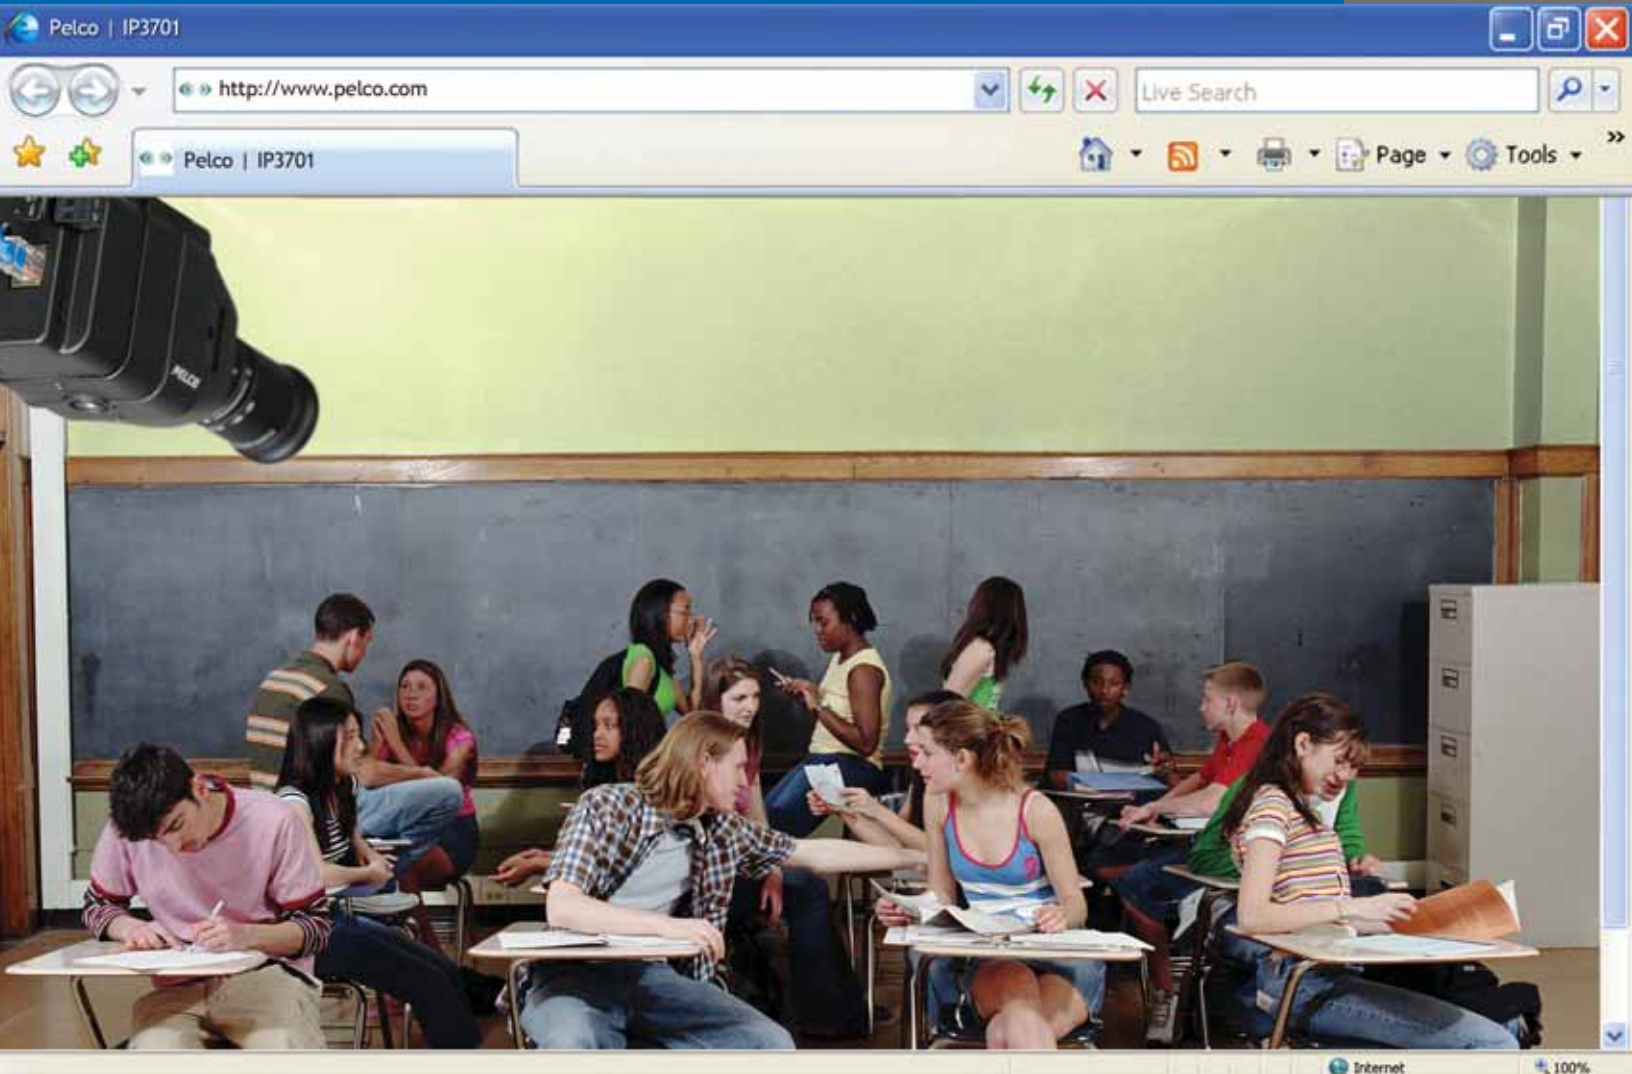 Pelco | IP3701
http://www.pelco.com
Live Search
Pelco | IP3701
Page
Tools
»
PELCO
Internet
100%